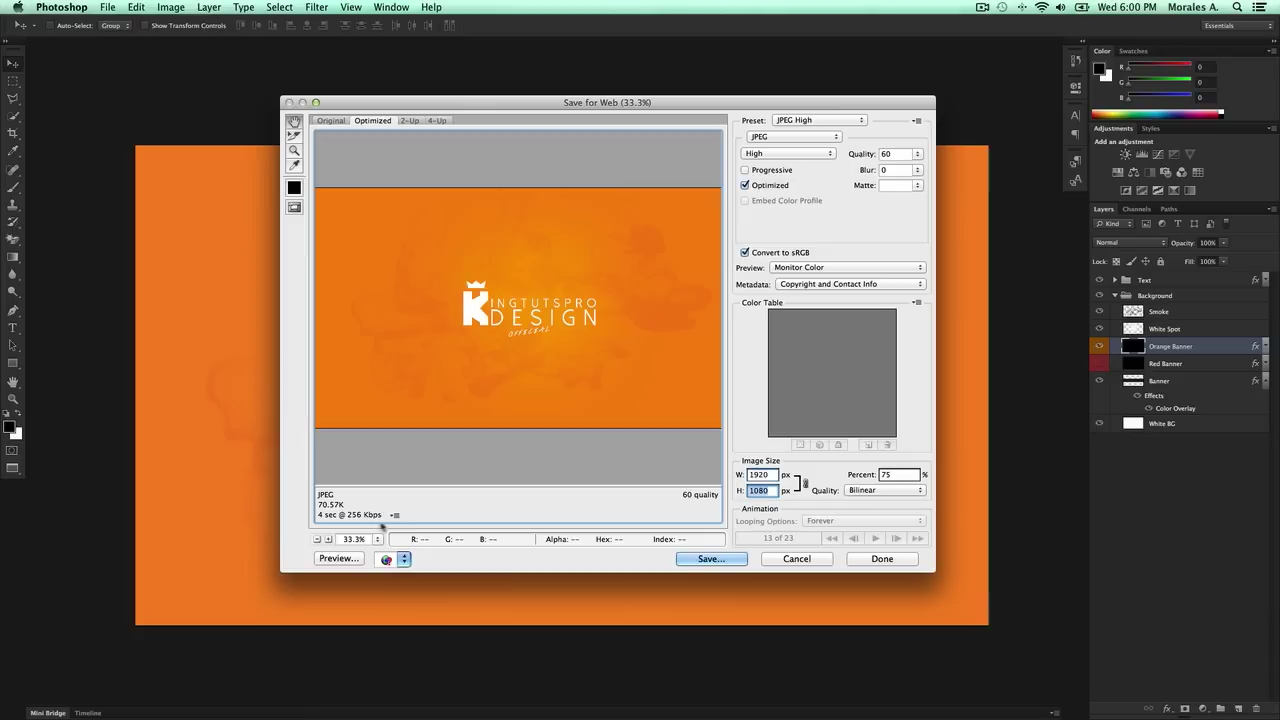 Photoshop File Edit Image Layer Type Select Filter View Window Help Wed 6:00 PM Morales A.
Auto-Select: Group Show Transform Controls Essentials
Save for Web (33.3%)
Original Optimized 2-Up 4-Up
Preset: JPEG High
JPEG
High Quality: 60
Progressive Blur: 0
Optimized Matte:
Embed Color Profile
Convert to sRGB
Preview: Monitor Color
Metadata: Copyright and Contact Info
Color Table
KINGTUTSPRO
DESIGN
OFFICIAL
Image Size
W: 1920 px Percent: 75 %
H: 1080 px Quality: Bilinear
Animation
Looping Options: Forever
13 of 23
JPEG 60 quality
70.57K
4 sec @ 256 Kbps
33.3% R: -- G: -- B: -- Alpha: -- Hex: -- Index: --
Preview... Save... Cancel Done
Color Swatches
R 0
G 0
B 0
Adjustments Styles
Add an adjustment
Layers Channels Paths
Kind
Normal Opacity: 100%
Lock: Fill: 100%
Text fx
Background
Smoke
White Spot
Orange Banner fx
Red Banner fx
Banner fx
Effects
Color Overlay
White BG
Mini Bridge Timeline